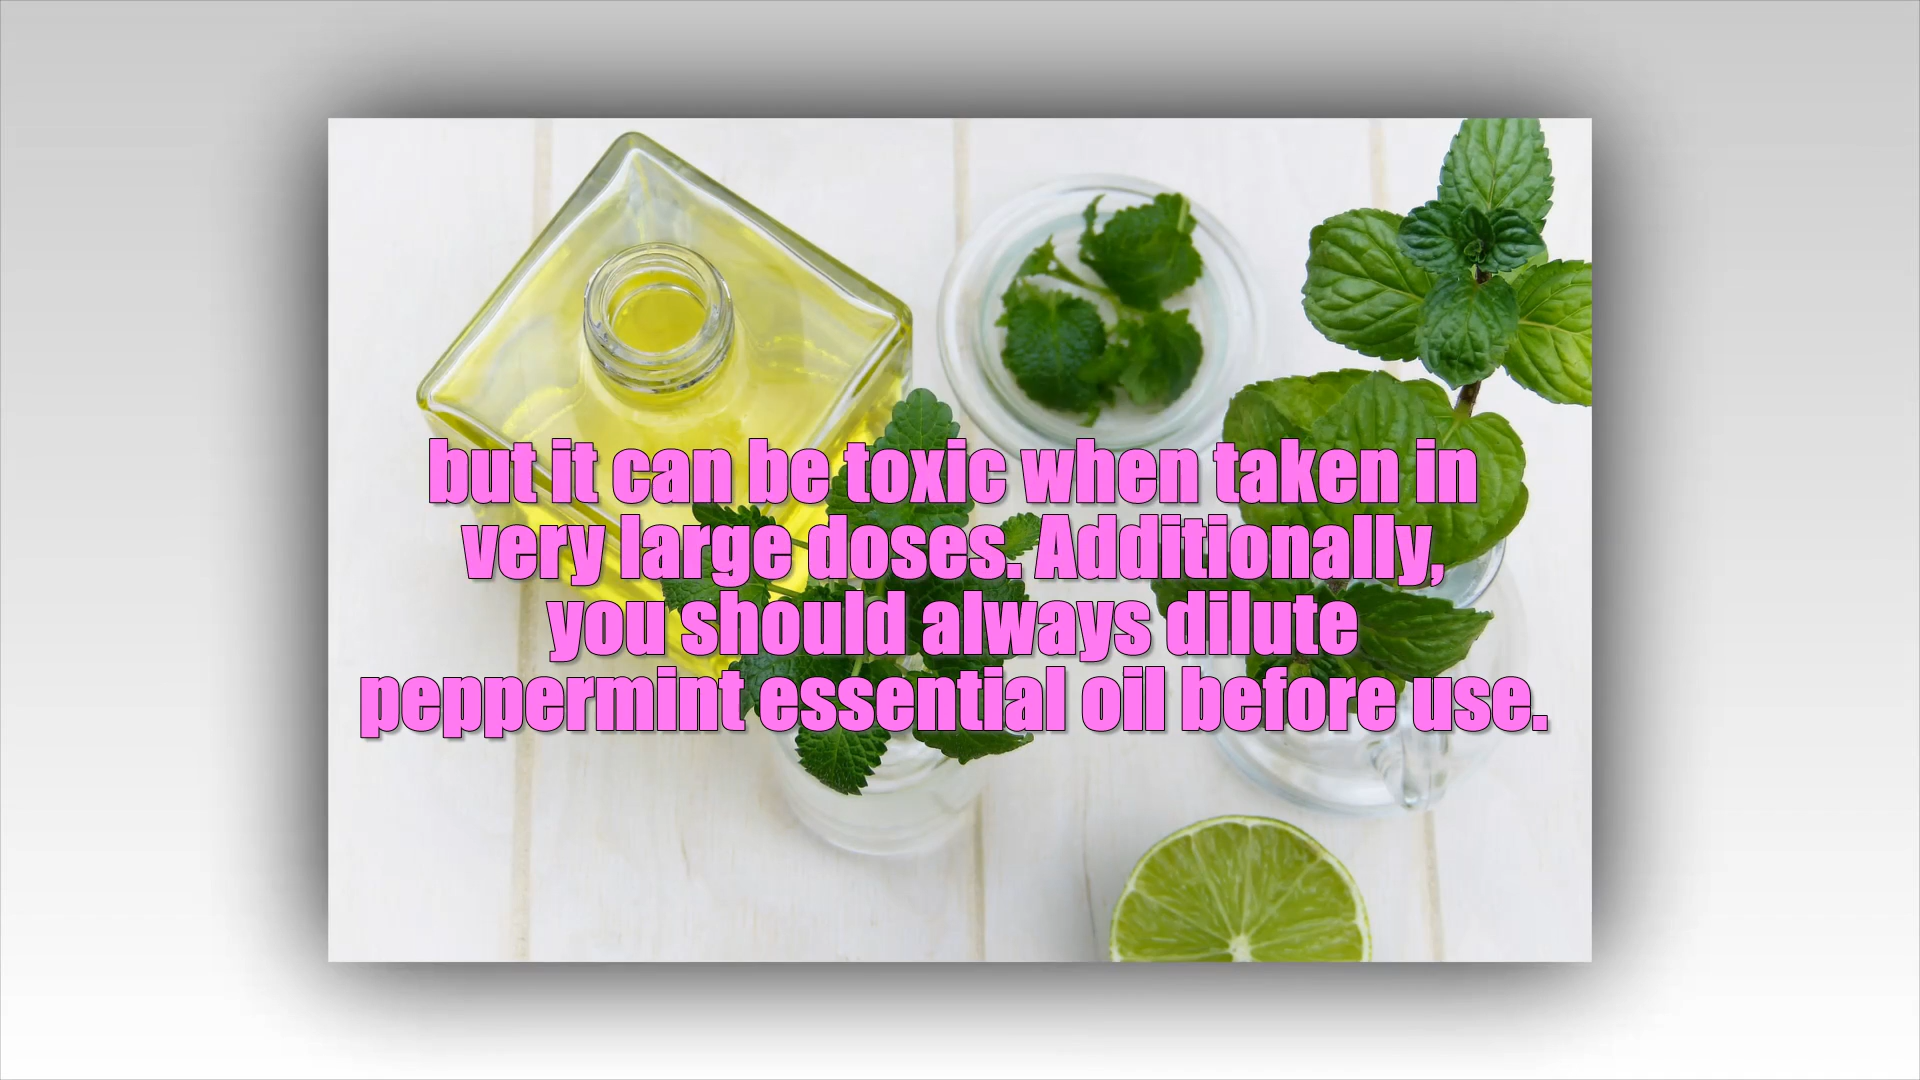 but it can be toxic when taken in
very large doses. Additionally,
you should always dilute
peppermint essential oil before use.